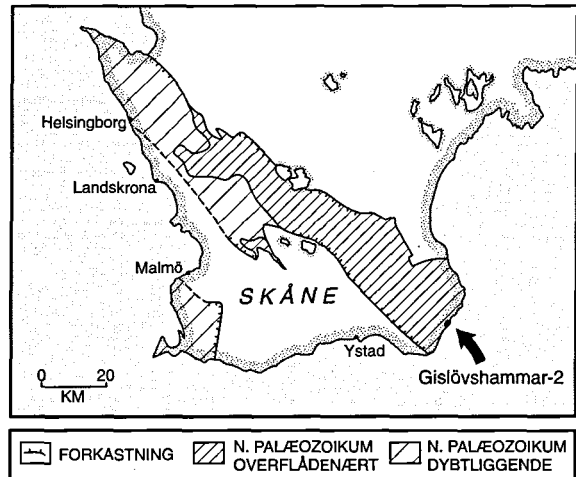 Helsingborg
Landskrona
Malmö
SKÅNE
Ystad
Gislövshammar-2
0 20
KM
FORKASTNING
N. PALÆOZOIKUM
OVERFLÅDENÆRT
N. PALÆOZOIKUM
DYBTLIGGENDE